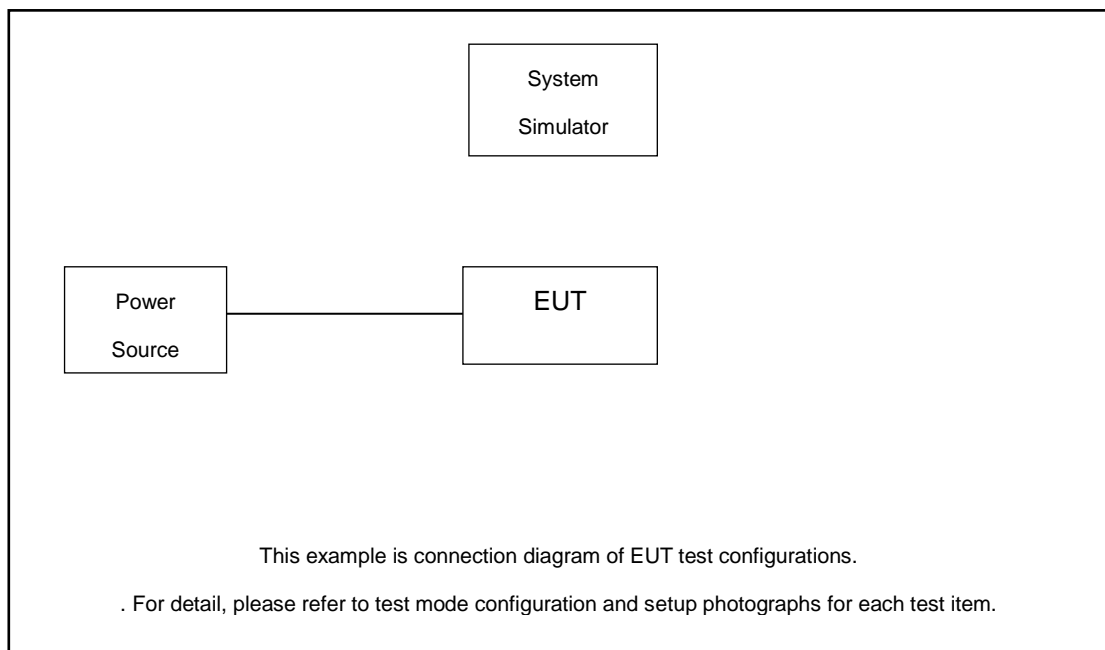 System
Simulator
Power
Source
EUT
This example is connection diagram of EUT test configurations.
. For detail, please refer to test mode configuration and setup photographs for each test item.